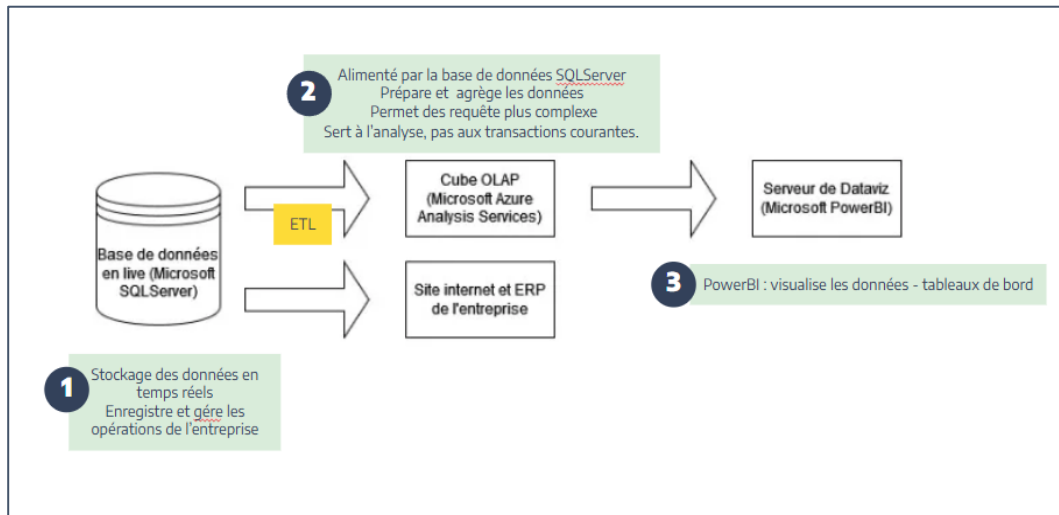 2
Alimenté par la base de données SQLServer
Prépare et agrège les données
Permet des requête plus complexe
Sert à l'analyse, pas aux transactions courantes.
Base de données
en live (Microsoft
SQLServer)
ETL
Cube OLAP
(Microsoft Azure
Analysis Services)
Serveur de Dataviz
(Microsoft PowerBI)
Site internet et ERP
de l'entreprise
3
PowerBI : visualise les données - tableaux de bord
1
Stockage des données en
temps réels
Enregistre et gére les
opérations de l'entreprise